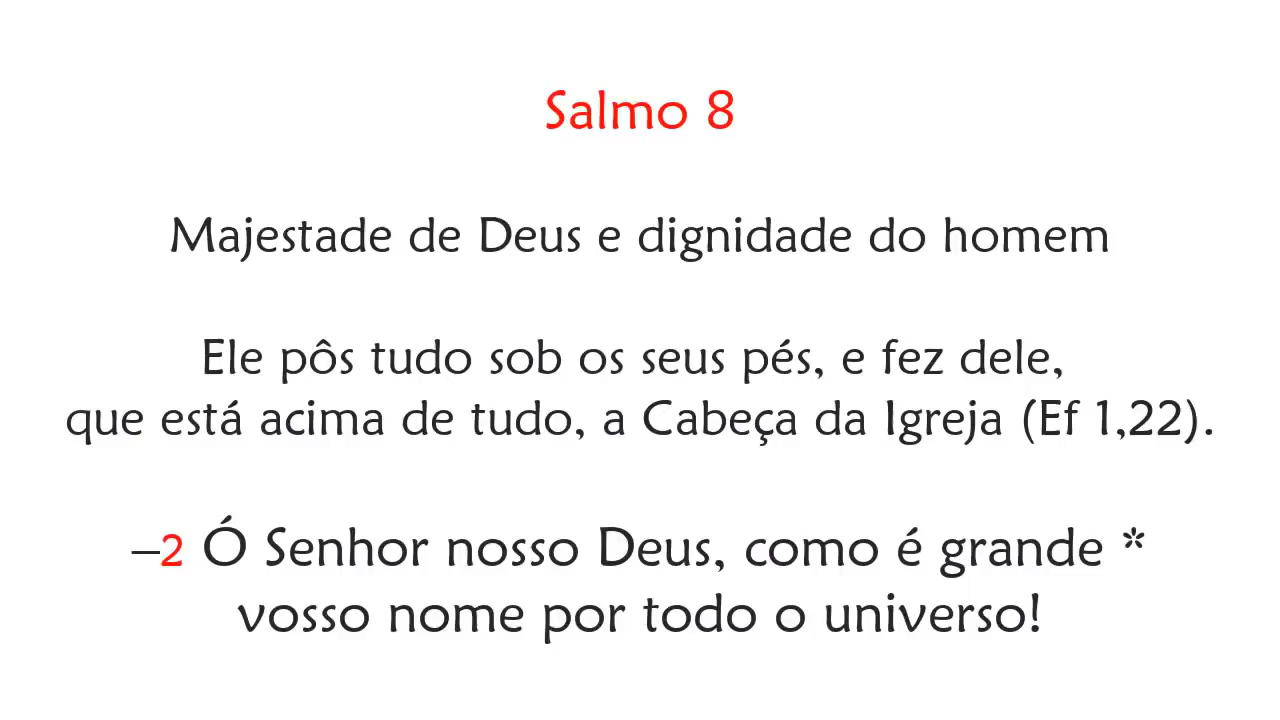 Salmo 8
Majestade de Deus e dignidade do homem
Ele pôs tudo sob os seus pés, e fez dele,
que está acima de tudo, a Cabeça da Igreja (Ef 1,22).
–2 Ó Senhor nosso Deus, como é grande *
vosso nome por todo o universo!